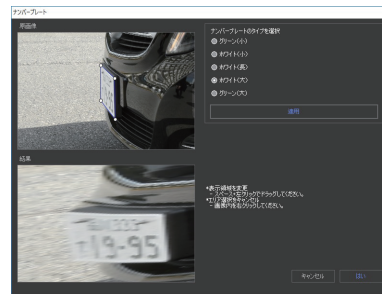 ナンバープレート
原画像
ナンバープレートのタイプを選択
グリーン(小)
ホワイト(小)
ホワイト(長)
ホワイト(大)
グリーン(大)
適用
結果
19-95
*表示領域を変更
- スペース+左クリックでドラッグしてください。
*エリア選択をキャンセル
- 画像内を右クリックしてください。
キャンセル
はい